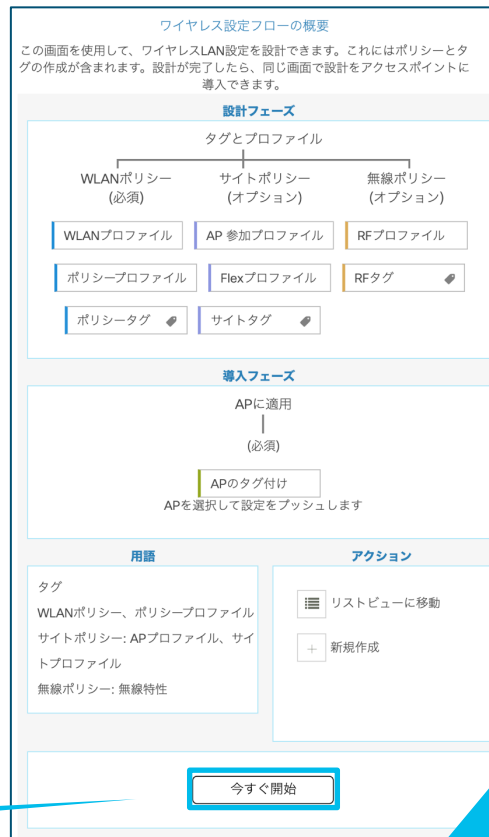 ワイヤレス設定フローの概要
この画面を使用して、ワイヤレスLAN設定を設計できます。これにはポリシーとタ
グの作成が含まれます。設計が完了したら、同じ画面で設計をアクセスポイントに
導入できます。
設計フェーズ
タグとプロファイル
WLANポリシー サイトポリシー 無線ポリシー
(必須) (オプション) (オプション)
WLANプロファイル AP 参加プロファイル RFプロファイル
ポリシープロファイル Flexプロファイル RFタグ
ポリシータグ サイトタグ
導入フェーズ
APに適用
(必須)
APのタグ付け
APを選択して設定をプッシュします
用語
タグ
WLANポリシー、ポリシープロファイル
サイトポリシー: APプロファイル、サイ
トプロファイル
無線ポリシー: 無線特性
アクション
リストビューに移動
新規作成
今すぐ開始